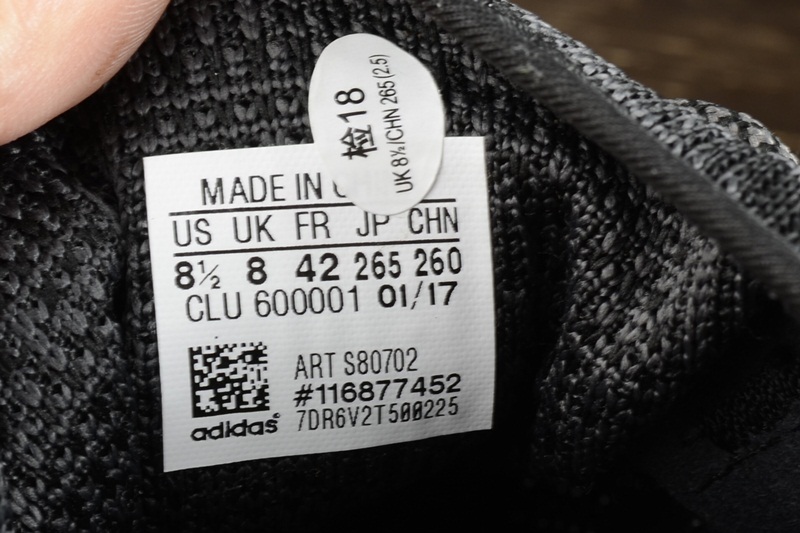 检18
UK 8½/CHN 265 (2.5)
MADE IN
US UK FR JP CHN
8½ 8 42 265 260
CLU 600001 01/17
ART S80702
#116877452
7DR6V2T500225
adidas